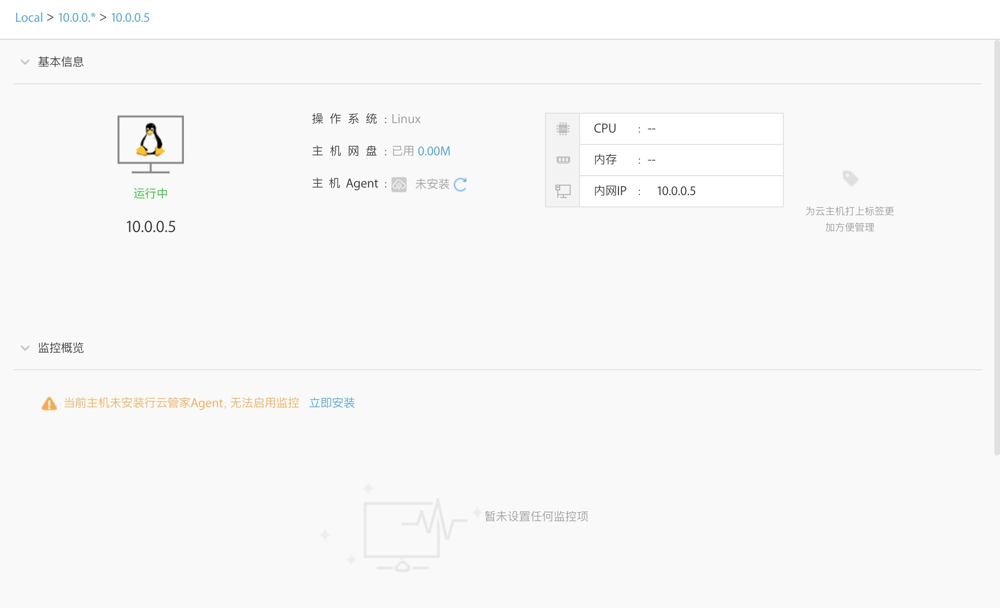 Local > 10.0.0.* > 10.0.0.5
基本信息
运行中
10.0.0.5
操作系统 : Linux
主机网盘 : 已用 0.00M
主机 Agent : 未安装
CPU : --
内存 : --
内网IP : 10.0.0.5
为云主机打上标签更
加方便管理
监控概览
当前主机未安装行云管家Agent, 无法启用监控 立即安装
暂未设置任何监控项